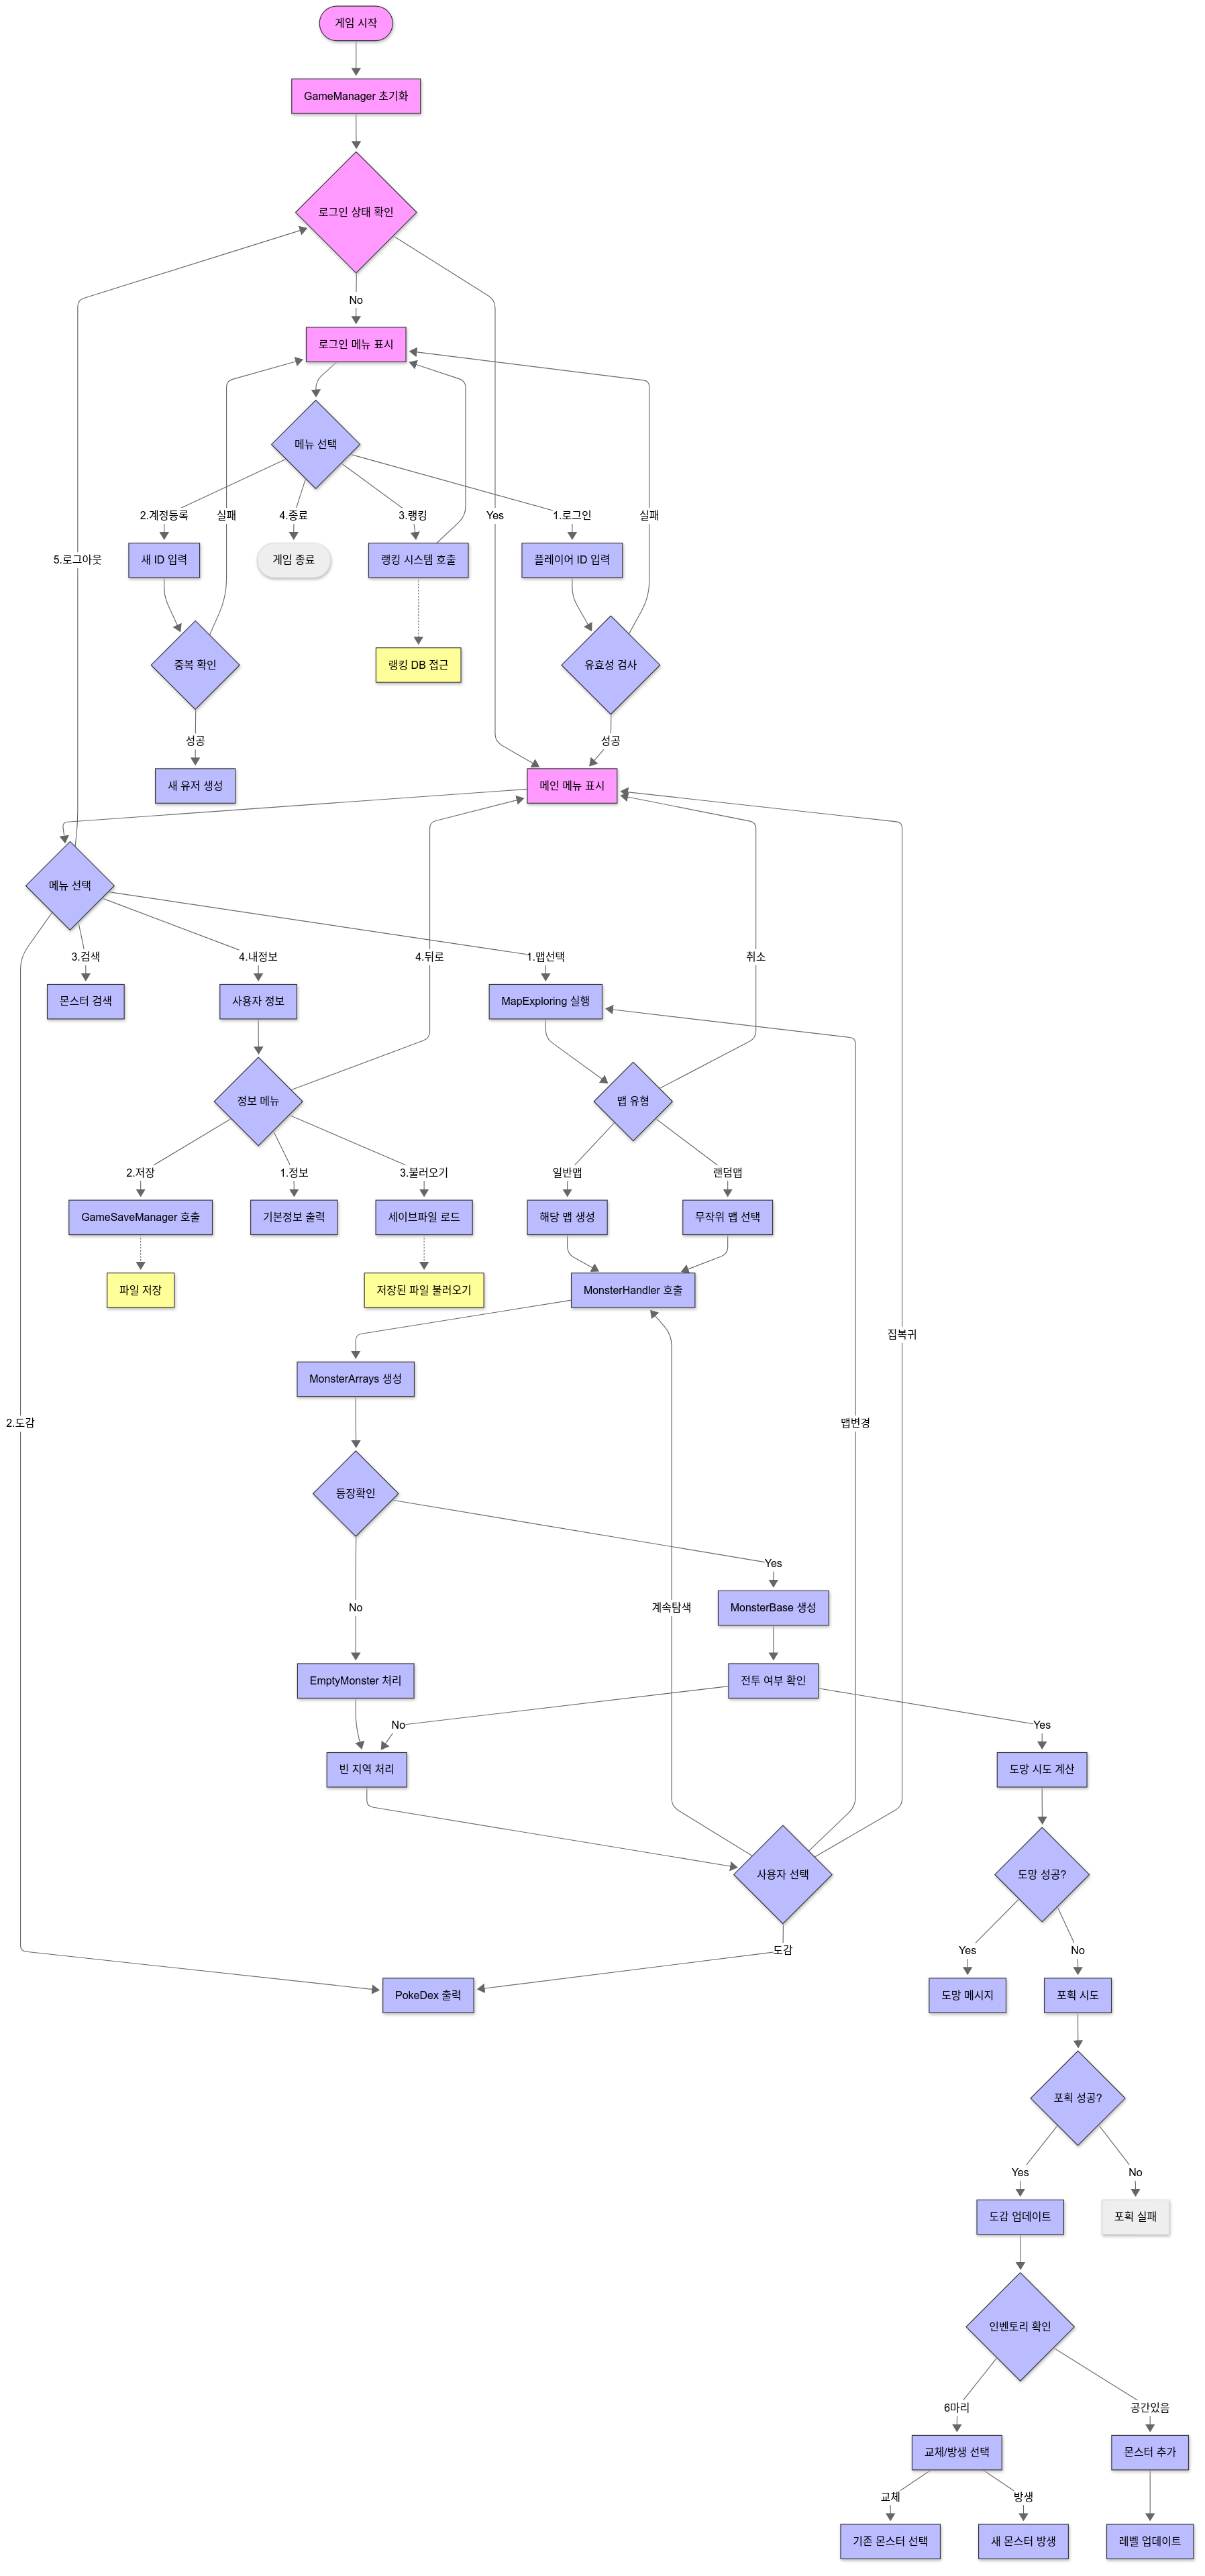 게임 시작
GameManager 초기화
로그인 상태 확인
No
로그인 메뉴 표시
메뉴 선택
2.계정등록
실패
4.종료
3.랭킹
Yes
1.로그인
실패
5.로그아웃
새 ID 입력
게임 종료
랭킹 시스템 호출
플레이어 ID 입력
중복 확인
랭킹 DB 접근
유효성 검사
성공
성공
새 유저 생성
메인 메뉴 표시
메뉴 선택
3.검색
4.내정보
4.뒤로
1.맵선택
취소
몬스터 검색
사용자 정보
MapExploring 실행
정보 메뉴
맵 유형
2.저장
1.정보
3.불러오기
일반맵
랜덤맵
GameSaveManager 호출
기본정보 출력
세이브파일 로드
해당 맵 생성
무작위 맵 선택
파일 저장
저장된 파일 불러오기
MonsterHandler 호출
집복귀
MonsterArrays 생성
2.도감
맵변경
등장확인
Yes
No
계속탐색
MonsterBase 생성
EmptyMonster 처리
전투 여부 확인
No
Yes
빈 지역 처리
도망 시도 계산
사용자 선택
도망 성공?
도감
Yes
No
PokeDex 출력
도망 메시지
포획 시도
포획 성공?
Yes
No
도감 업데이트
포획 실패
인벤토리 확인
6마리
공간있음
교체/방생 선택
몬스터 추가
교체
방생
기존 몬스터 선택
새 몬스터 방생
레벨 업데이트